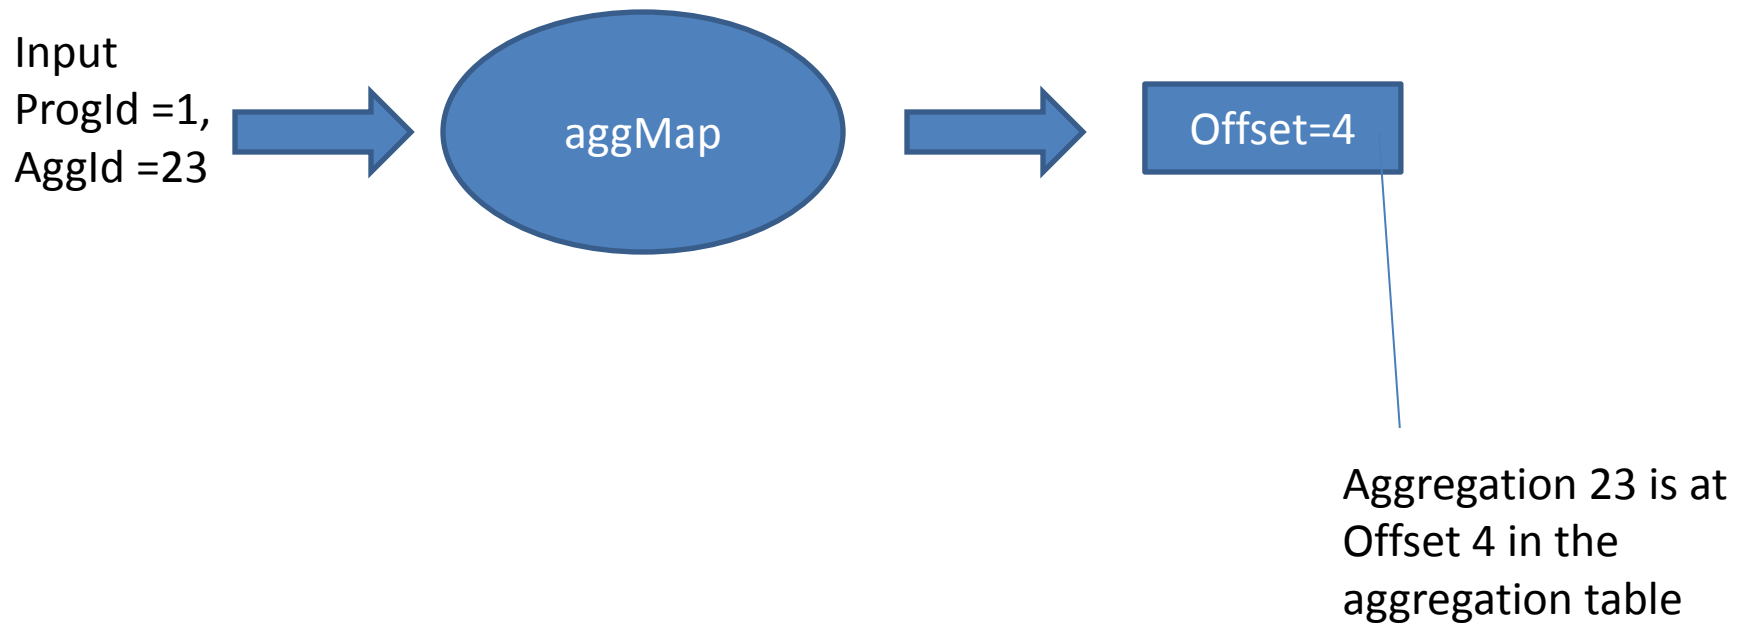 Input
ProgId =1,
AggId =23
aggMap
Offset=4
Aggregation 23 is at
Offset 4 in the
aggregation table